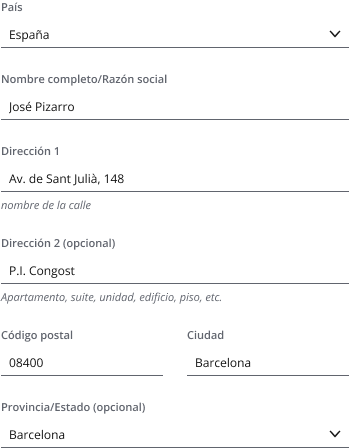 País
España
Nombre completo/Razón social
José Pizarro
Dirección 1
Av. de Sant Julià, 148
nombre de la calle
Dirección 2 (opcional)
P.I. Congost
Apartamento, suite, unidad, edificio, piso, etc.
Código postal
Ciudad
08400
Barcelona
Provincia/Estado (opcional)
Barcelona